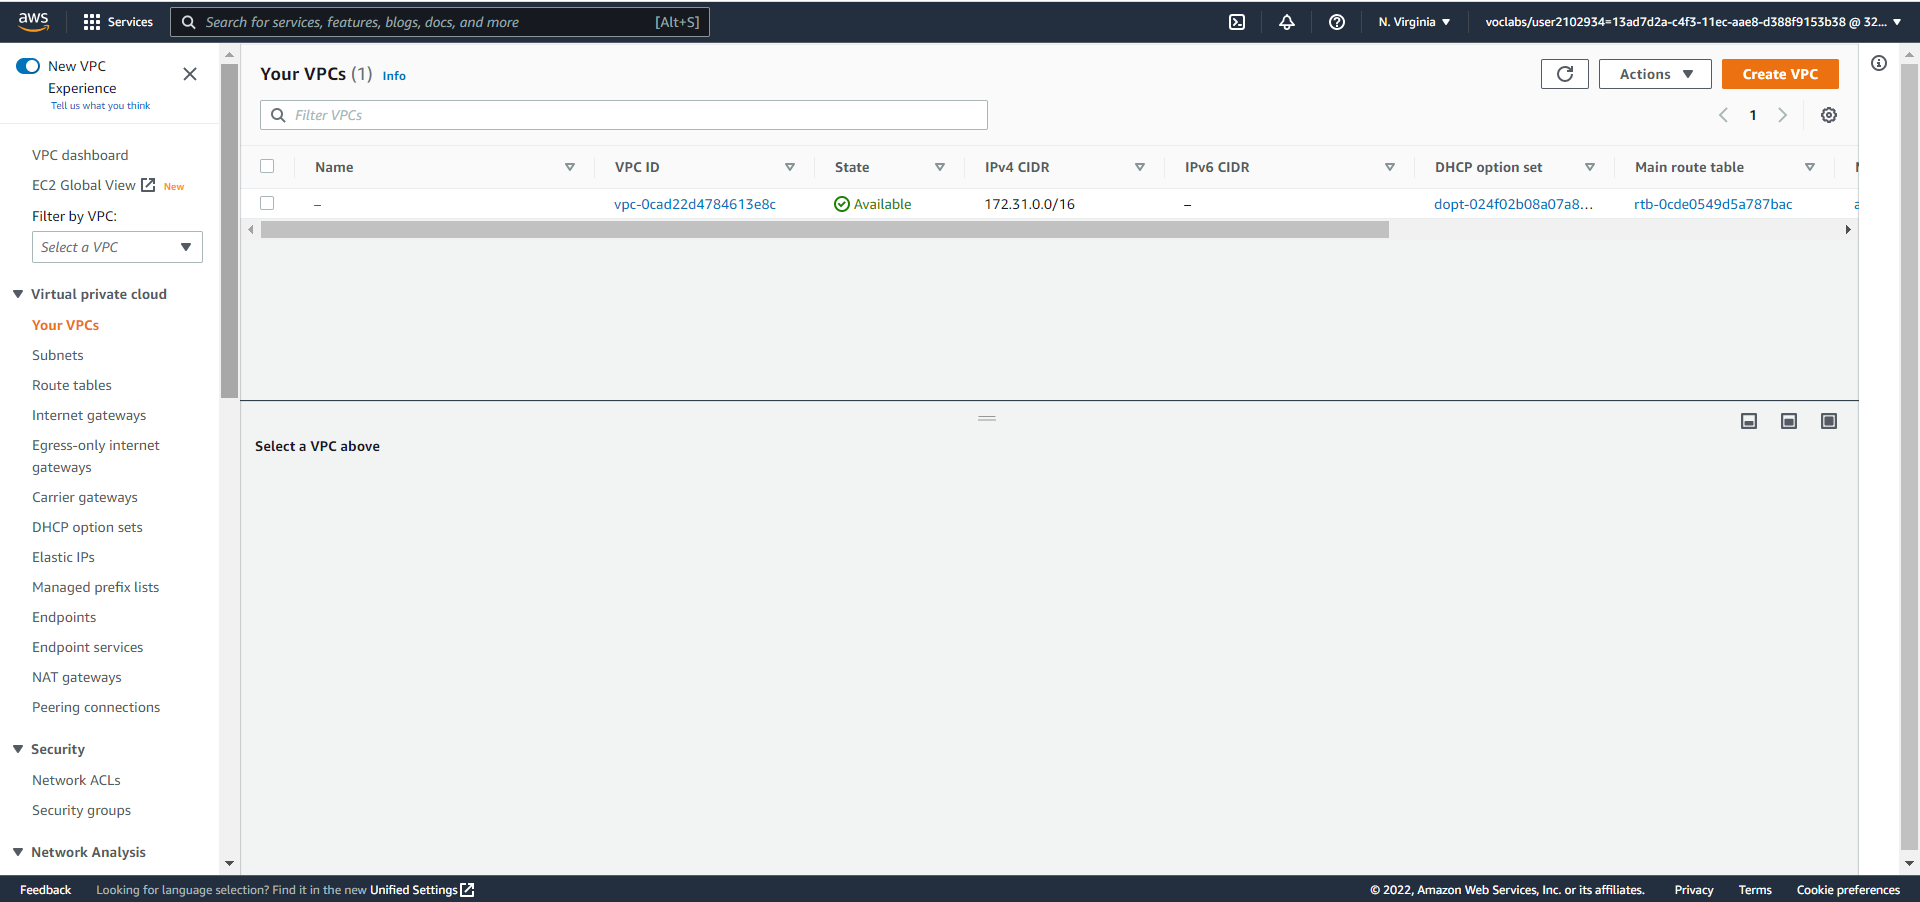 aws
Services
Search for services, features, blogs, docs, and more [Alt+S]
N. Virginia
voclabs/user2102934=13ad7d2a-c4f3-11ec-aae8-d388f9153b38 @ 32...
New VPC
Experience
Tell us what you think
VPC dashboard
EC2 Global View New
Filter by VPC:
Select a VPC
Virtual private cloud
Your VPCs
Subnets
Route tables
Internet gateways
Egress-only internet
gateways
Carrier gateways
DHCP option sets
Elastic IPs
Managed prefix lists
Endpoints
Endpoint services
NAT gateways
Peering connections
Security
Network ACLs
Security groups
Network Analysis
Your VPCs (1) Info
Actions
Create VPC
Filter VPCs
1
Name VPC ID State IPv4 CIDR IPv6 CIDR DHCP option set Main route table
– vpc-0cad22d4784613e8c Available 172.31.0.0/16 – dopt-024f02b08a07a8... rtb-0cde0549d5a787bac
Select a VPC above
Feedback Looking for language selection? Find it in the new Unified Settings
© 2022, Amazon Web Services, Inc. or its affiliates. Privacy Terms Cookie preferences